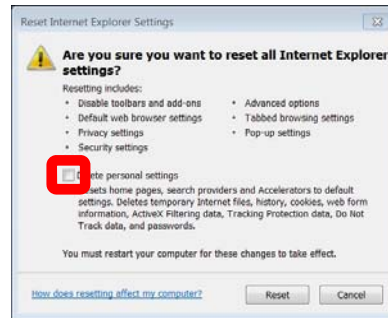 Reset Internet Explorer Settings
Are you sure you want to reset all Internet Explorer
settings?
Resetting includes:
• Disable toolbars and add-ons
• Default web browser settings
• Privacy settings
• Security settings
• Advanced options
• Tabbed browsing settings
• Pop-up settings
ete personal settings
sets home pages, search providers and Accelerators to default
settings. Deletes temporary Internet files, history, cookies, web form
information, ActiveX Filtering data, Tracking Protection data, Do Not
Track data, and passwords.
You must restart your computer for these changes to take effect.
How does resetting affect my computer?
Reset
Cancel